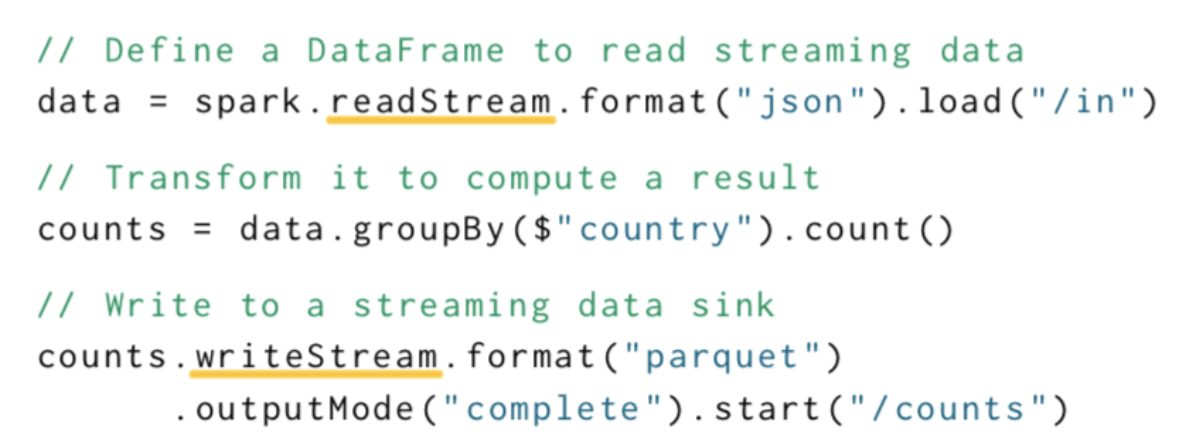 // Define a DataFrame to read streaming data
data = spark.readStream.format("json").load("/in")
// Transform it to compute a result
counts = data.groupBy($"country").count()
// Write to a streaming data sink
counts.writeStream.format("parquet")
.outputMode("complete").start("/counts")